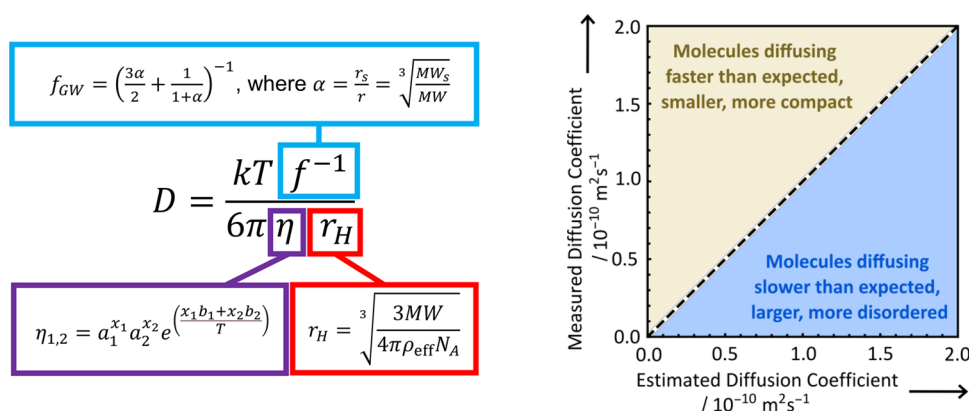 f_GW = (3α/2 + 1/(1+α))^−1, where α = r_s/r = ∛(MW_s/MW)
D = kT f^−1 / 6π η r_H
η_1,2 = a_1^x_1 a_2^x_2 e^((x_1b_1+x_2b_2)/T)
r_H = ∛(3MW/4πρ_eff N_A)
Measured Diffusion Coefficient
/ 10^−10 m^2s^−1
2.0
1.5
1.0
0.5
0.0
Molecules diffusing
faster than expected,
smaller, more compact
Molecules diffusing
slower than expected,
larger, more disordered
0.0 0.5 1.0 1.5 2.0
Estimated Diffusion Coefficient
/ 10^−10 m^2s^−1